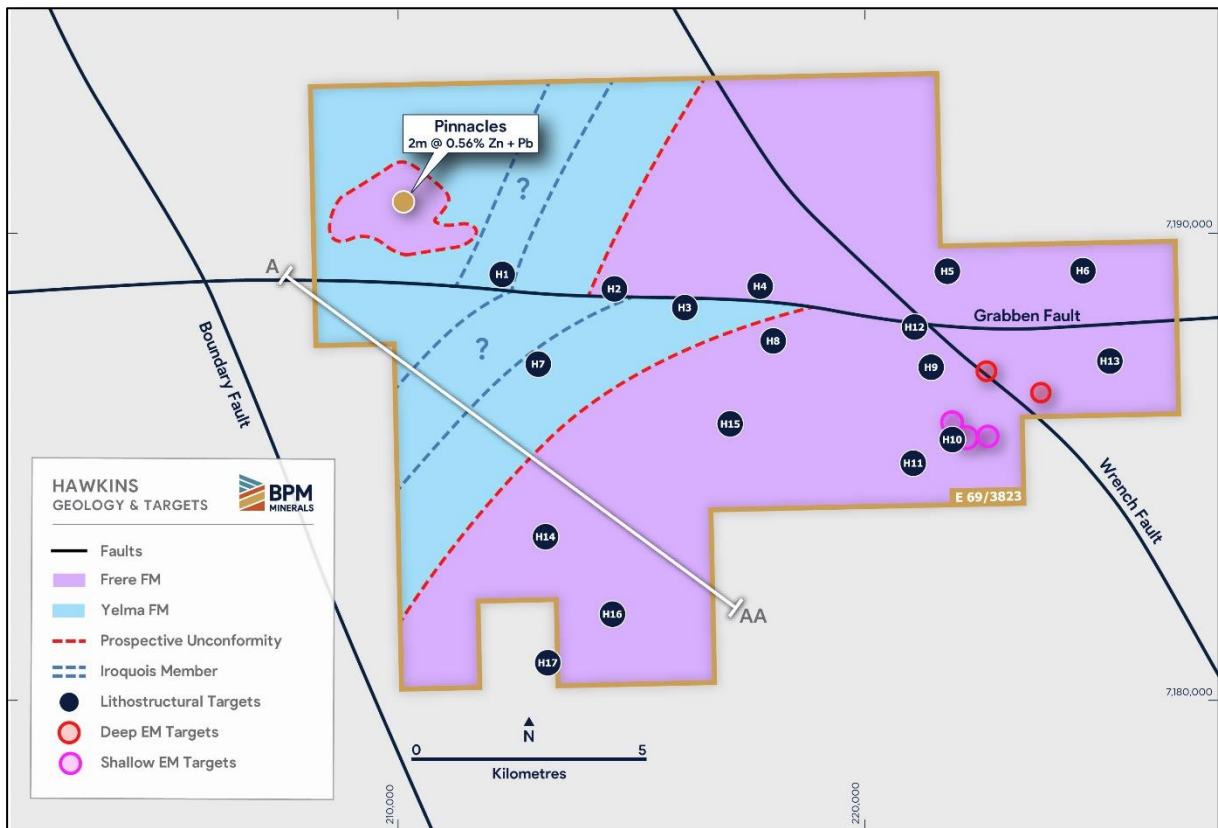 Pinnacles
2m @ 0.56% Zn + Pb
?
7,190,000
A
H1
H2
H3
H4
H5
H6
Grabben Fault
H12
?
H7
H8
H9
H13
Boundary Fault
H15
H10
H11
E 69/3823
Wrench Fault
HAWKINS
GEOLOGY & TARGETS
BPM
MINERALS
Faults
Frere FM
Yelma FM
Prospective Unconformity
Iroquois Member
Lithostructural Targets
Deep EM Targets
Shallow EM Targets
H14
H16
AA
H17
7,180,000
N
0 5
Kilometres
210,000
220,000